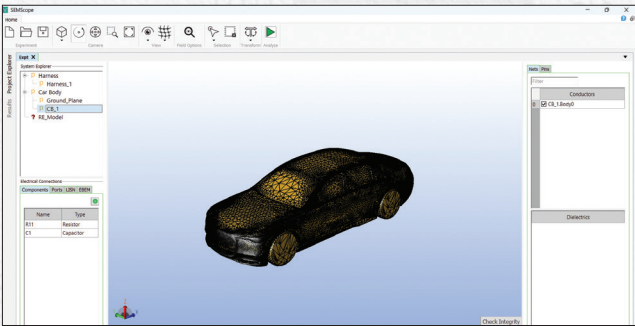 SEMScope
Home
Experiment
Camera
View
Field Options
Selection
Transform
Analysis
Project Explorer
Results
Expt X
System Explorer
Harness
Harness_1
Car Body
Ground_Plane
CB_1
? RE_Model
Electrical Connections
Components Ports LISN EBEM
Name Type
R11 Resistor
C1 Capacitor
Check Integrity
Nets Pins
Filter
Conductors
CB_1.Body0
Dielectrics